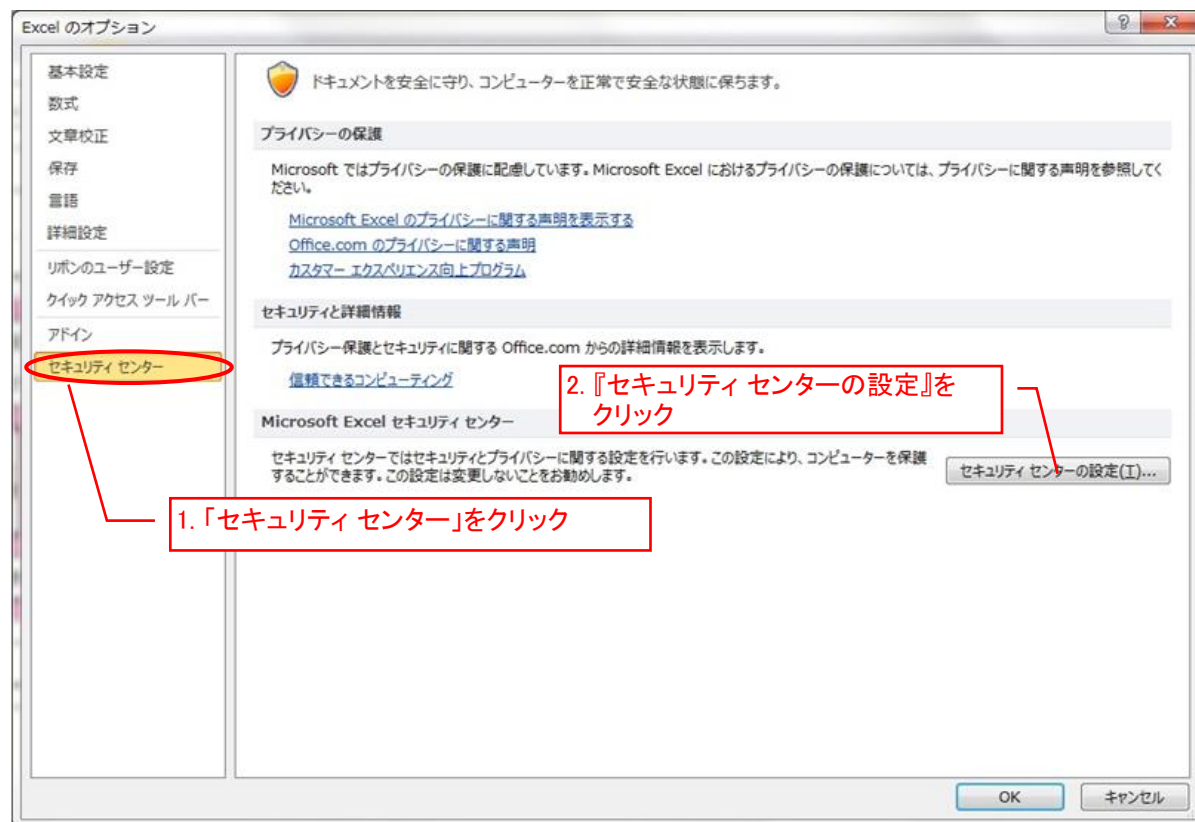 Excel のオプション
基本設定
数式
文章校正
保存
言語
詳細設定
リボンのユーザー設定
クイック アクセス ツール バー
アドイン
セキュリティ センター
ドキュメントを安全に守り、コンピューターを正常で安全な状態に保ちます。
プライバシーの保護
Microsoft ではプライバシーの保護に配慮しています。Microsoft Excel におけるプライバシーの保護については、プライバシーに関する声明を参照してく
ださい。
Microsoft Excel のプライバシーに関する声明を表示する
Office.com のプライバシーに関する声明
カスタマー エクスペリエンス向上プログラム
セキュリティと詳細情報
プライバシー保護とセキュリティに関する Office.com からの詳細情報を表示します。
信頼できるコンピューティング
2. 『セキュリティ センターの設定』を
クリック
Microsoft Excel セキュリティ センター
セキュリティ センターではセキュリティとプライバシーに関する設定を行います。この設定により、コンピューターを保護
することができます。この設定は変更しないことをお勧めします。
セキュリティ センターの設定(T)...
1. 「セキュリティ センター」をクリック
OK
キャンセル